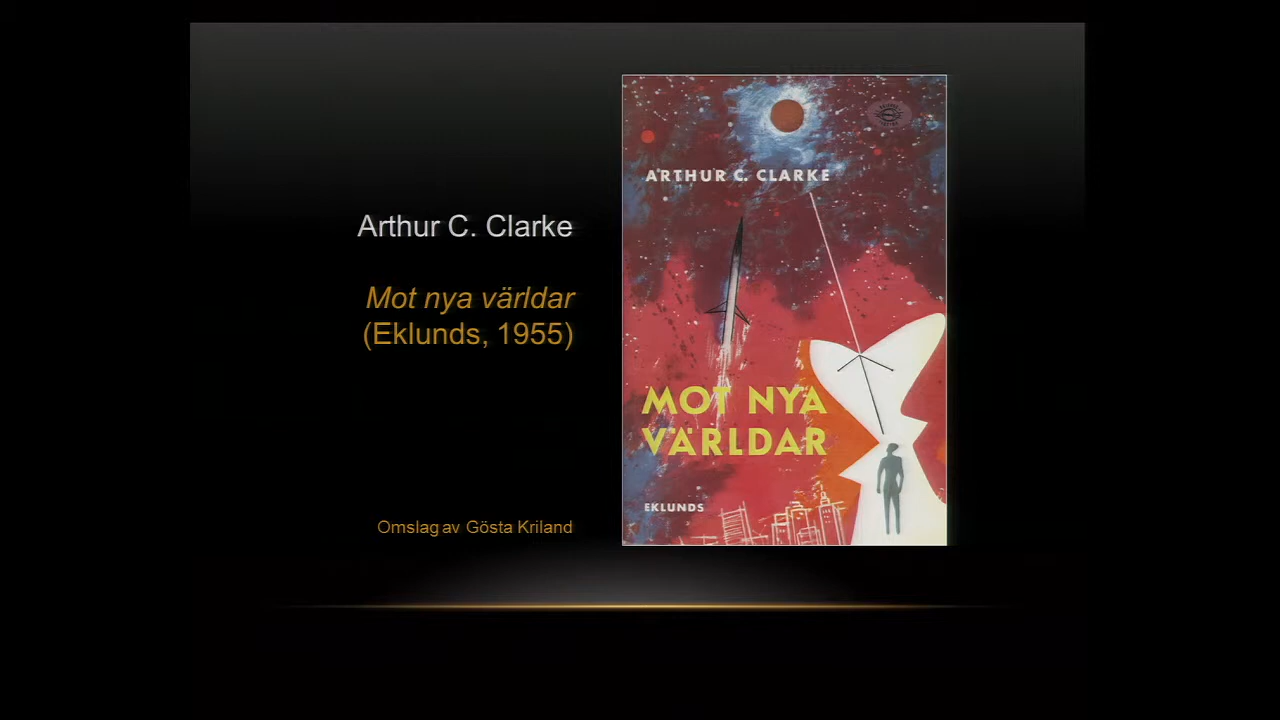 Arthur C. Clarke
Mot nya världar
(Eklunds, 1955)
Omslag av Gösta Kriland
ARTHUR C. CLARKE
MOT NYA
VÄRLDAR
EKLUNDS